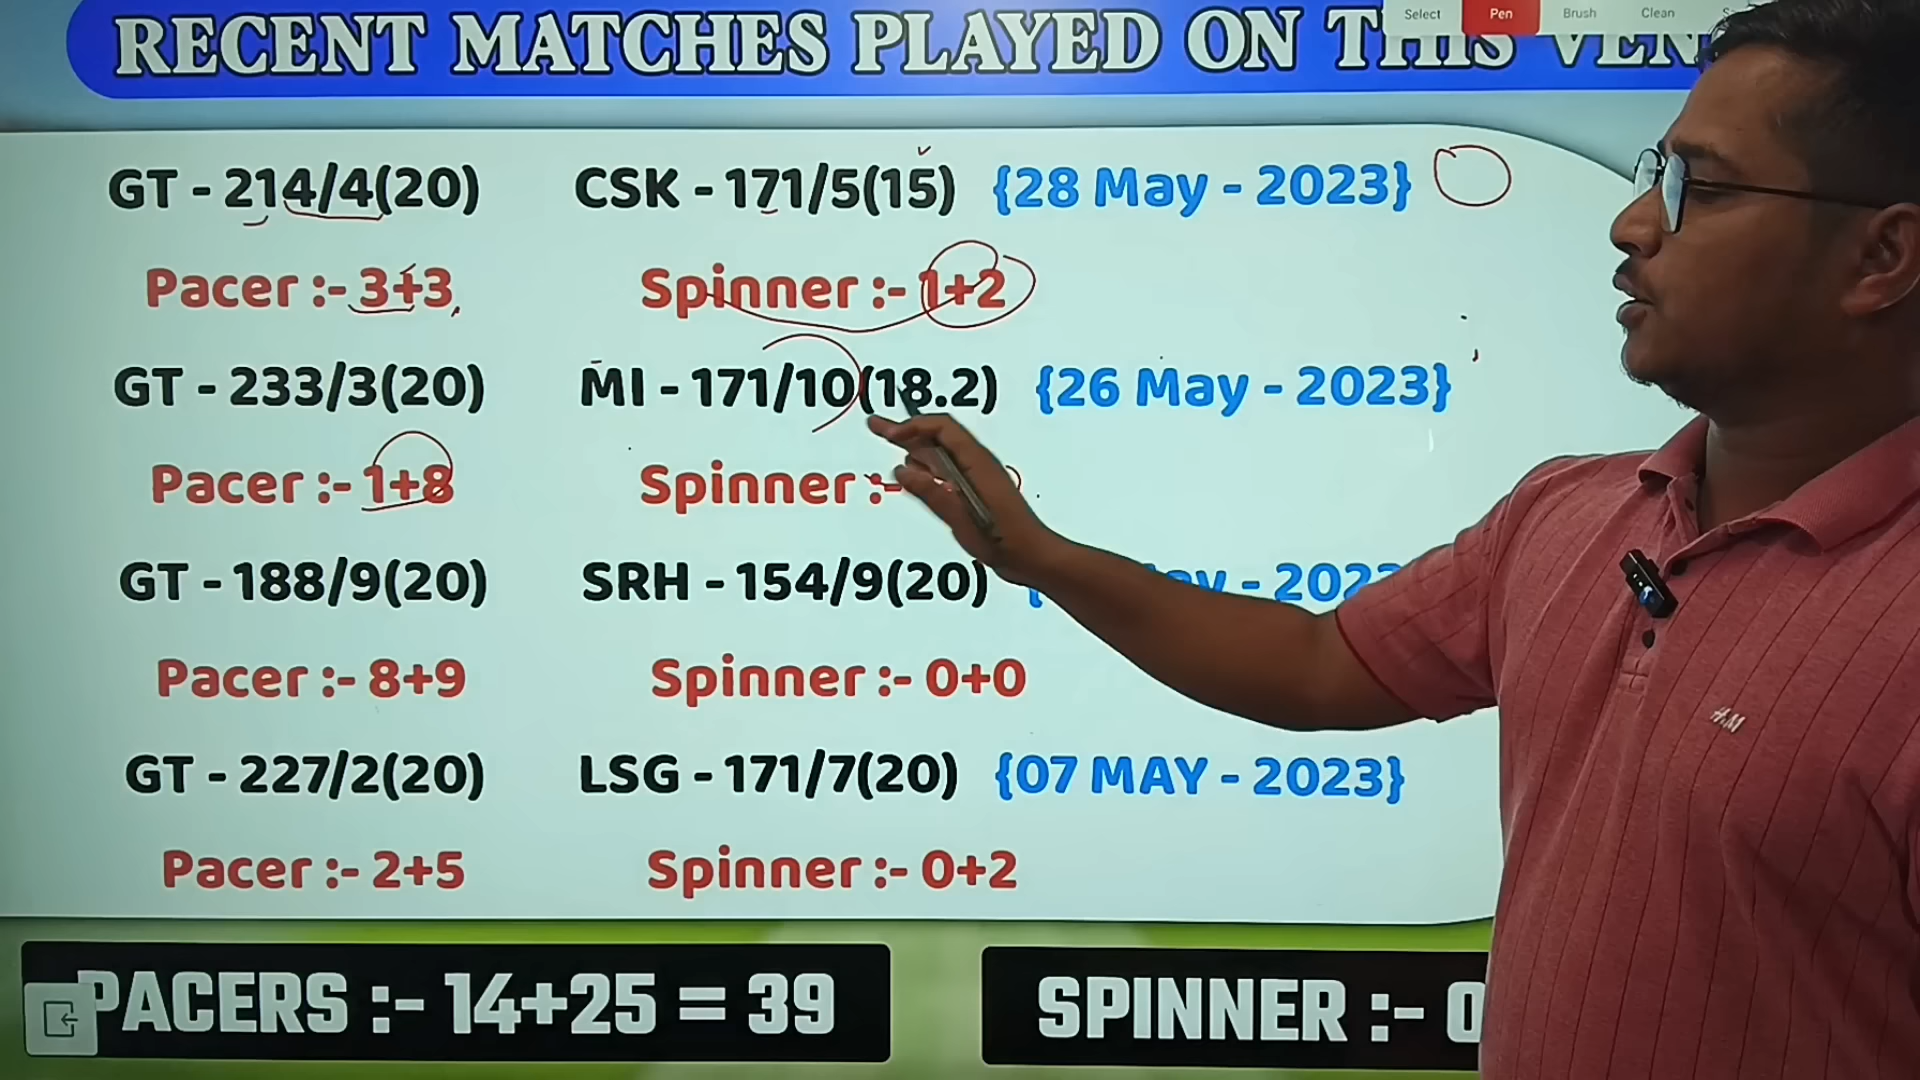 Select Pen Brush Clean
RECENT MATCHES PLAYED ON THIS VEN
GT - 214/4(20) CSK - 171/5(15) {28 May - 2023}
Pacer :- 3+3 Spinner :- 1+2
GT - 233/3(20) MI - 171/10(18.2) {26 May - 2023}
Pacer :- 1+8 Spinner :-
GT - 188/9(20) SRH - 154/9(20) - 2023
Pacer :- 8+9 Spinner :- 0+0
GT - 227/2(20) LSG - 171/7(20) {07 MAY - 2023}
Pacer :- 2+5 Spinner :- 0+2
PACERS :- 14+25 = 39 SPINNER :- 0
H&M